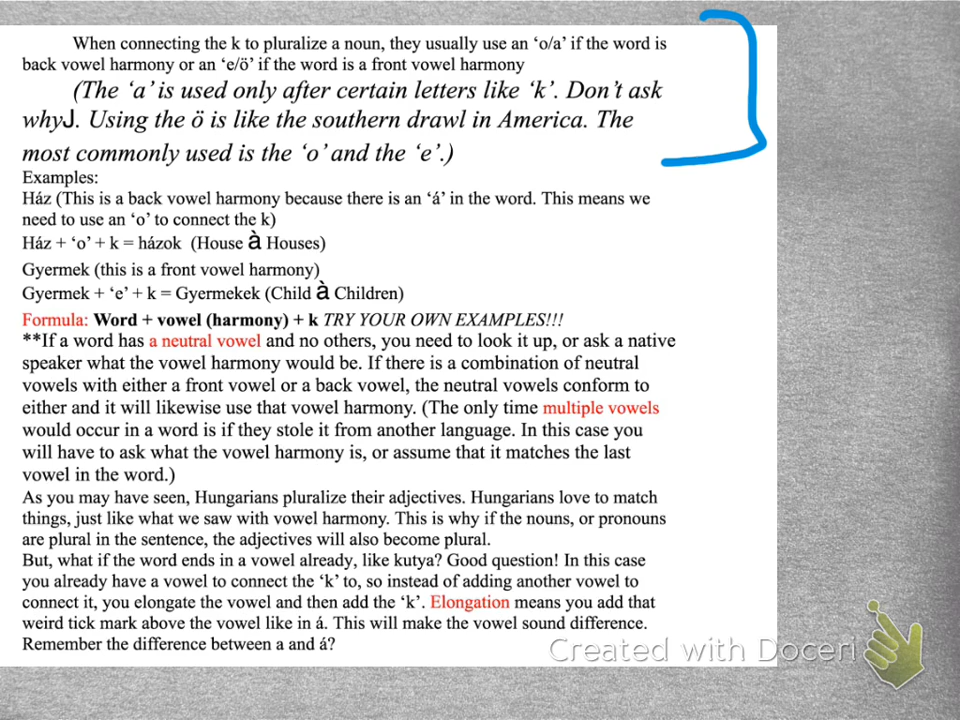 When connecting the k to pluralize a noun, they usually use an ‘o/a’ if the word is
back vowel harmony or an ‘e/ö’ if the word is a front vowel harmony
(The ‘a’ is used only after certain letters like ‘k’. Don’t ask
whyJ. Using the ö is like the southern drawl in America. The
most commonly used is the ‘o’ and the ‘e’.)
Examples:
Ház (This is a back vowel harmony because there is an ‘á’ in the word. This means we
need to use an ‘o’ to connect the k)
Ház + ‘o’ + k = házok (House à Houses)
Gyermek (this is a front vowel harmony)
Gyermek + ‘e’ + k = Gyermekek (Child à Children)
Formula: Word + vowel (harmony) + k TRY YOUR OWN EXAMPLES!!!
**If a word has a neutral vowel and no others, you need to look it up, or ask a native
speaker what the vowel harmony would be. If there is a combination of neutral
vowels with either a front vowel or a back vowel, the neutral vowels conform to
either and it will likewise use that vowel harmony. (The only time multiple vowels
would occur in a word is if they stole it from another language. In this case you
will have to ask what the vowel harmony is, or assume that it matches the last
vowel in the word.)
As you may have seen, Hungarians pluralize their adjectives. Hungarians love to match
things, just like what we saw with vowel harmony. This is why if the nouns, or pronouns
are plural in the sentence, the adjectives will also become plural.
But, what if the word ends in a vowel already, like kutya? Good question! In this case
you already have a vowel to connect the ‘k’ to, so instead of adding another vowel to
connect it, you elongate the vowel and then add the ‘k’. Elongation means you add that
weird tick mark above the vowel like in á. This will make the vowel sound difference.
Remember the difference between a and á?
Created with Doceri